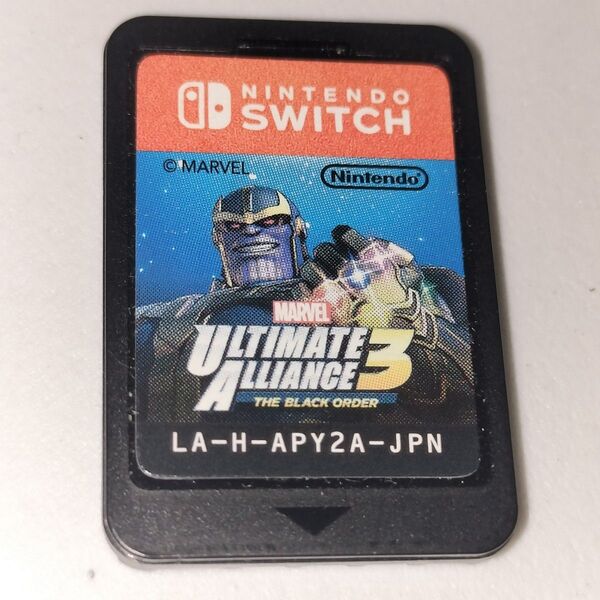 NINTENDO
SWITCH
© MARVEL
Nintendo
MARVEL
ULTIMATE
ALLIANCE 3
THE BLACK ORDER
LA-H-APY2A-JPN